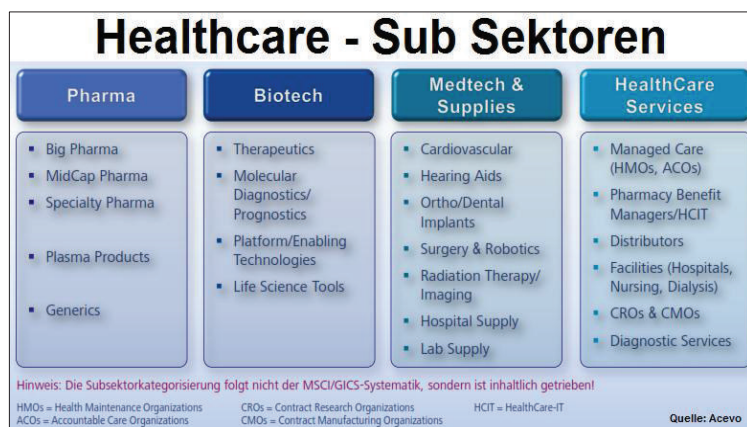 Healthcare - Sub Sektoren
Pharma
▪ Big Pharma
▪ MidCap Pharma
▪ Specialty Pharma
▪ Plasma Products
▪ Generics
Biotech
▪ Therapeutics
▪ Molecular
Diagnostics/
Prognostics
▪ Platform/Enabling
Technologies
▪ Life Science Tools
Medtech &
Supplies
▪ Cardiovascular
▪ Hearing Aids
▪ Ortho/Dental
Implants
▪ Surgery & Robotics
▪ Radiation Therapy/
Imaging
▪ Hospital Supply
▪ Lab Supply
HealthCare
Services
▪ Managed Care
(HMOs, ACOs)
▪ Pharmacy Benefit
Managers/HCIT
▪ Distributors
▪ Facilities (Hospitals,
Nursing, Dialysis)
▪ CROs & CMOs
▪ Diagnostic Services
Hinweis: Die Subsektorkategorisierung folgt nicht der MSCI/GICS-Systematik, sondern ist inhaltlich getrieben!
HMOs = Health Maintenance Organizations
ACOs = Accountable Care Organizations
CROs = Contract Research Organizations
CMOs = Contract Manufacturing Organizations
HCIT = HealthCare-IT
Quelle: Acevo